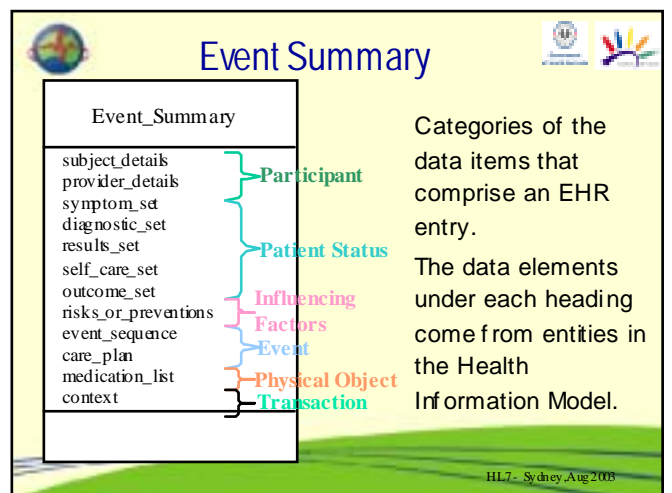 Event Summary
Event_Summary
subject_details
provider_details
symptom_set
diagnostic_set
results_set
self_care_set
outcome_set
risks_or_preventions
event_sequence
care_plan
medication_list
context
Participant
Patient Status
Influencing
Factors
Event
Physical Object
Transaction
Categories of the
data items that
comprise an EHR
entry.
The data elements
under each heading
come from entities in
the Health
Information Model.
HL7- Sydney,Aug 2003